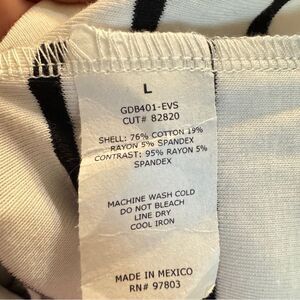 L
GDB401-EVS
CUT# 82820
SHELL: 76% COTTON 19%
RAYON 5% SPANDEX
CONTRAST: 95% RAYON 5%
SPANDEX
MACHINE WASH COLD
DO NOT BLEACH
LINE DRY
COOL IRON
MADE IN MEXICO
RN# 97803